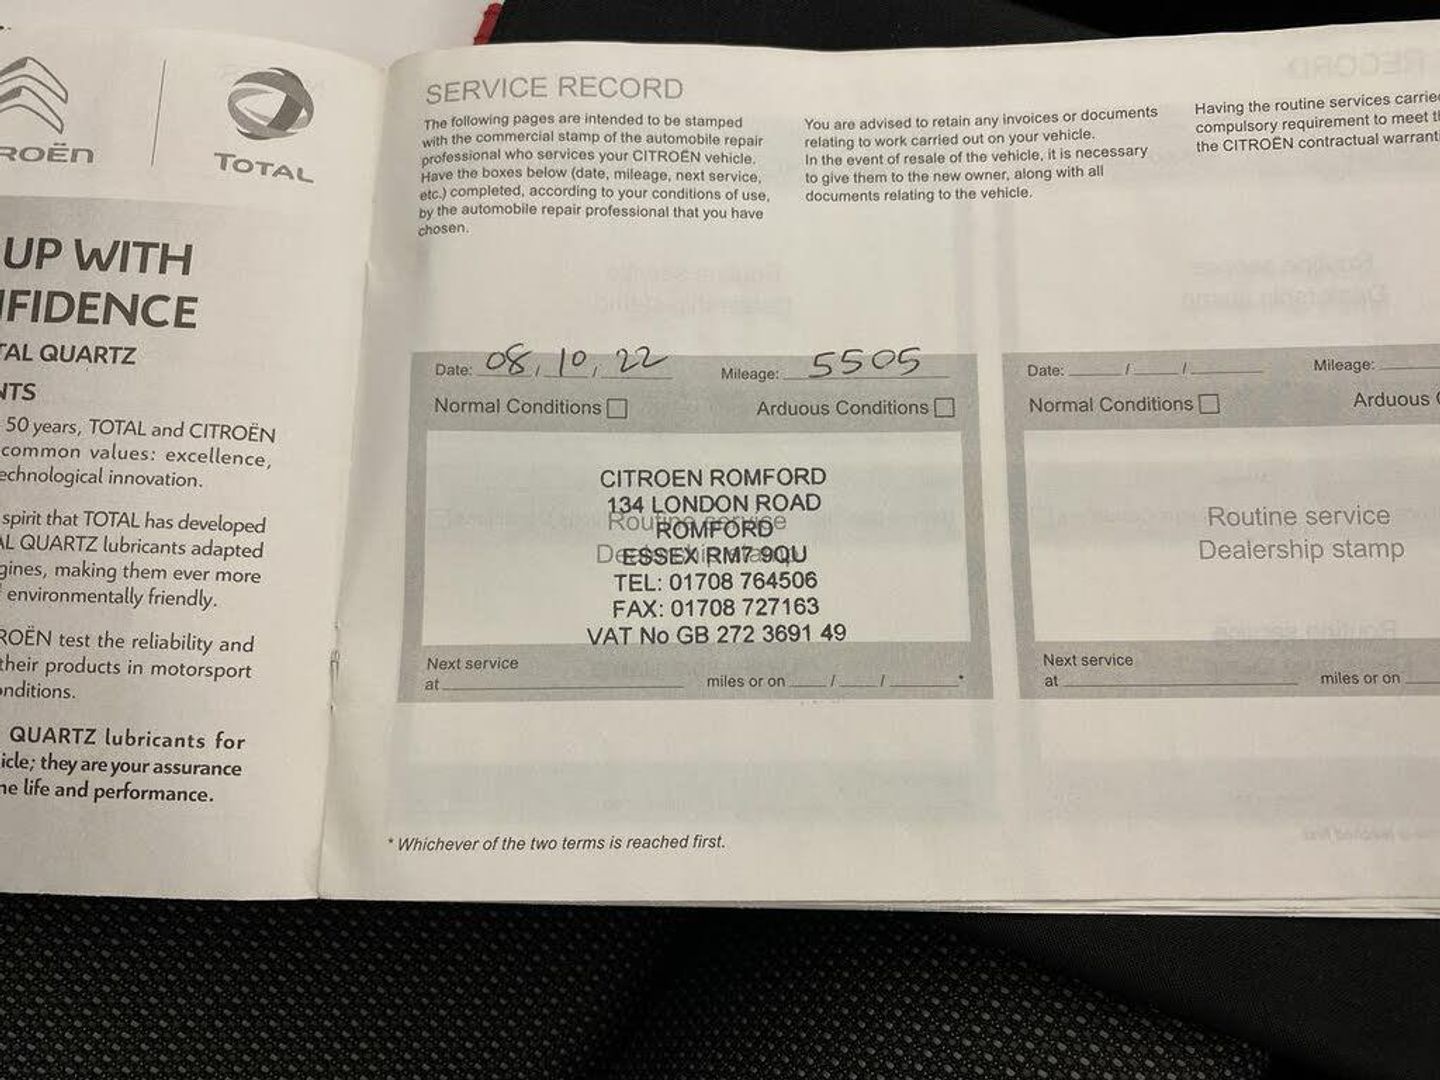 ROËN
TOTAL
UP WITH
FIDENCE
TAL QUARTZ
NTS
50 years, TOTAL and CITROËN
common values: excellence,
echnological innovation.
spirit that TOTAL has developed
AL QUARTZ lubricants adapted
gines, making them ever more
environmentally friendly.
ROËN test the reliability and
their products in motorsport
onditions.
QUARTZ lubricants for
icle; they are your assurance
ne life and performance.
SERVICE RECORD
The following pages are intended to be stamped
with the commercial stamp of the automobile repair
professional who services your CITROËN vehicle.
Have the boxes below (date, mileage, next service,
etc.) completed, according to your conditions of use,
by the automobile repair professional that you have
chosen.
You are advised to retain any invoices or documents
relating to work carried out on your vehicle.
In the event of resale of the vehicle, it is necessary
to give them to the new owner, along with all
documents relating to the vehicle.
Having the routine services carrie
compulsory requirement to meet t
the CITROËN contractual warranti
Date: 08, 10, 22 Mileage: 5505
Normal Conditions Arduous Conditions
CITROEN ROMFORD
134 LONDON ROAD
Routine service
ROMFORD
Dealership stamp
ESSEX RM7 9QU
TEL: 01708 764506
FAX: 01708 727163
VAT No GB 272 3691 49
Next service
at miles or on / / *
Date: / / Mileage:
Normal Conditions Arduous
Routine service
Dealership stamp
Next service
at miles or on
* Whichever of the two terms is reached first.